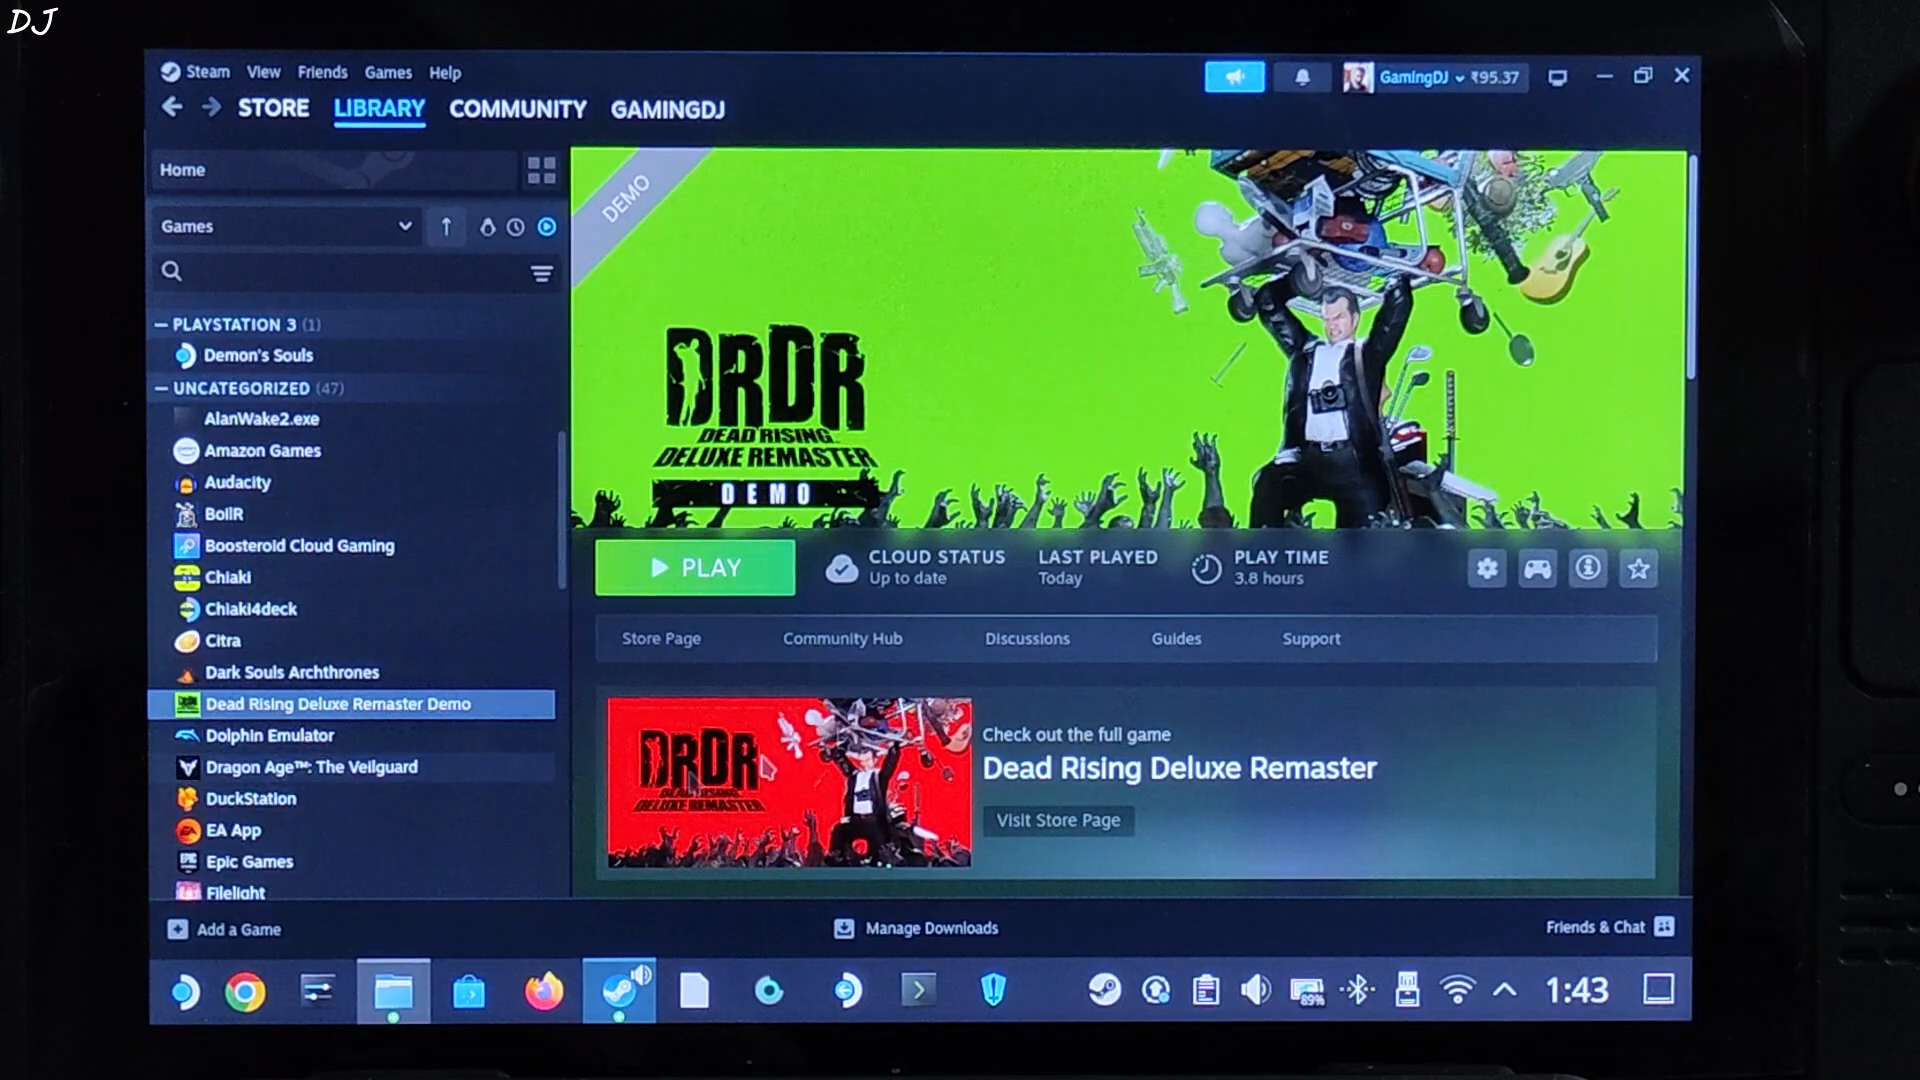 DJ
Steam View Friends Games Help
GamingDJ ₹95.37
STORE LIBRARY COMMUNITY GAMINGDJ
Home
Games
PLAYSTATION 3 (1)
Demon's Souls
UNCATEGORIZED (47)
AlanWake2.exe
Amazon Games
Audacity
BoilR
Boosteroid Cloud Gaming
Chiaki
Chiaki4deck
Citra
Dark Souls Archthrones
Dead Rising Deluxe Remaster Demo
Dolphin Emulator
Dragon Age™: The Veilguard
DuckStation
EA App
Epic Games
Filelight
DEMO
DRDR
DEAD RISING
DELUXE REMASTER
DEMO
PLAY
CLOUD STATUS
Up to date
LAST PLAYED
Today
PLAY TIME
3.8 hours
Store Page Community Hub Discussions Guides Support
DRDR
DEAD RISING
DELUXE REMASTER
Check out the full game
Dead Rising Deluxe Remaster
Visit Store Page
Add a Game Manage Downloads Friends & Chat
89%
1:43